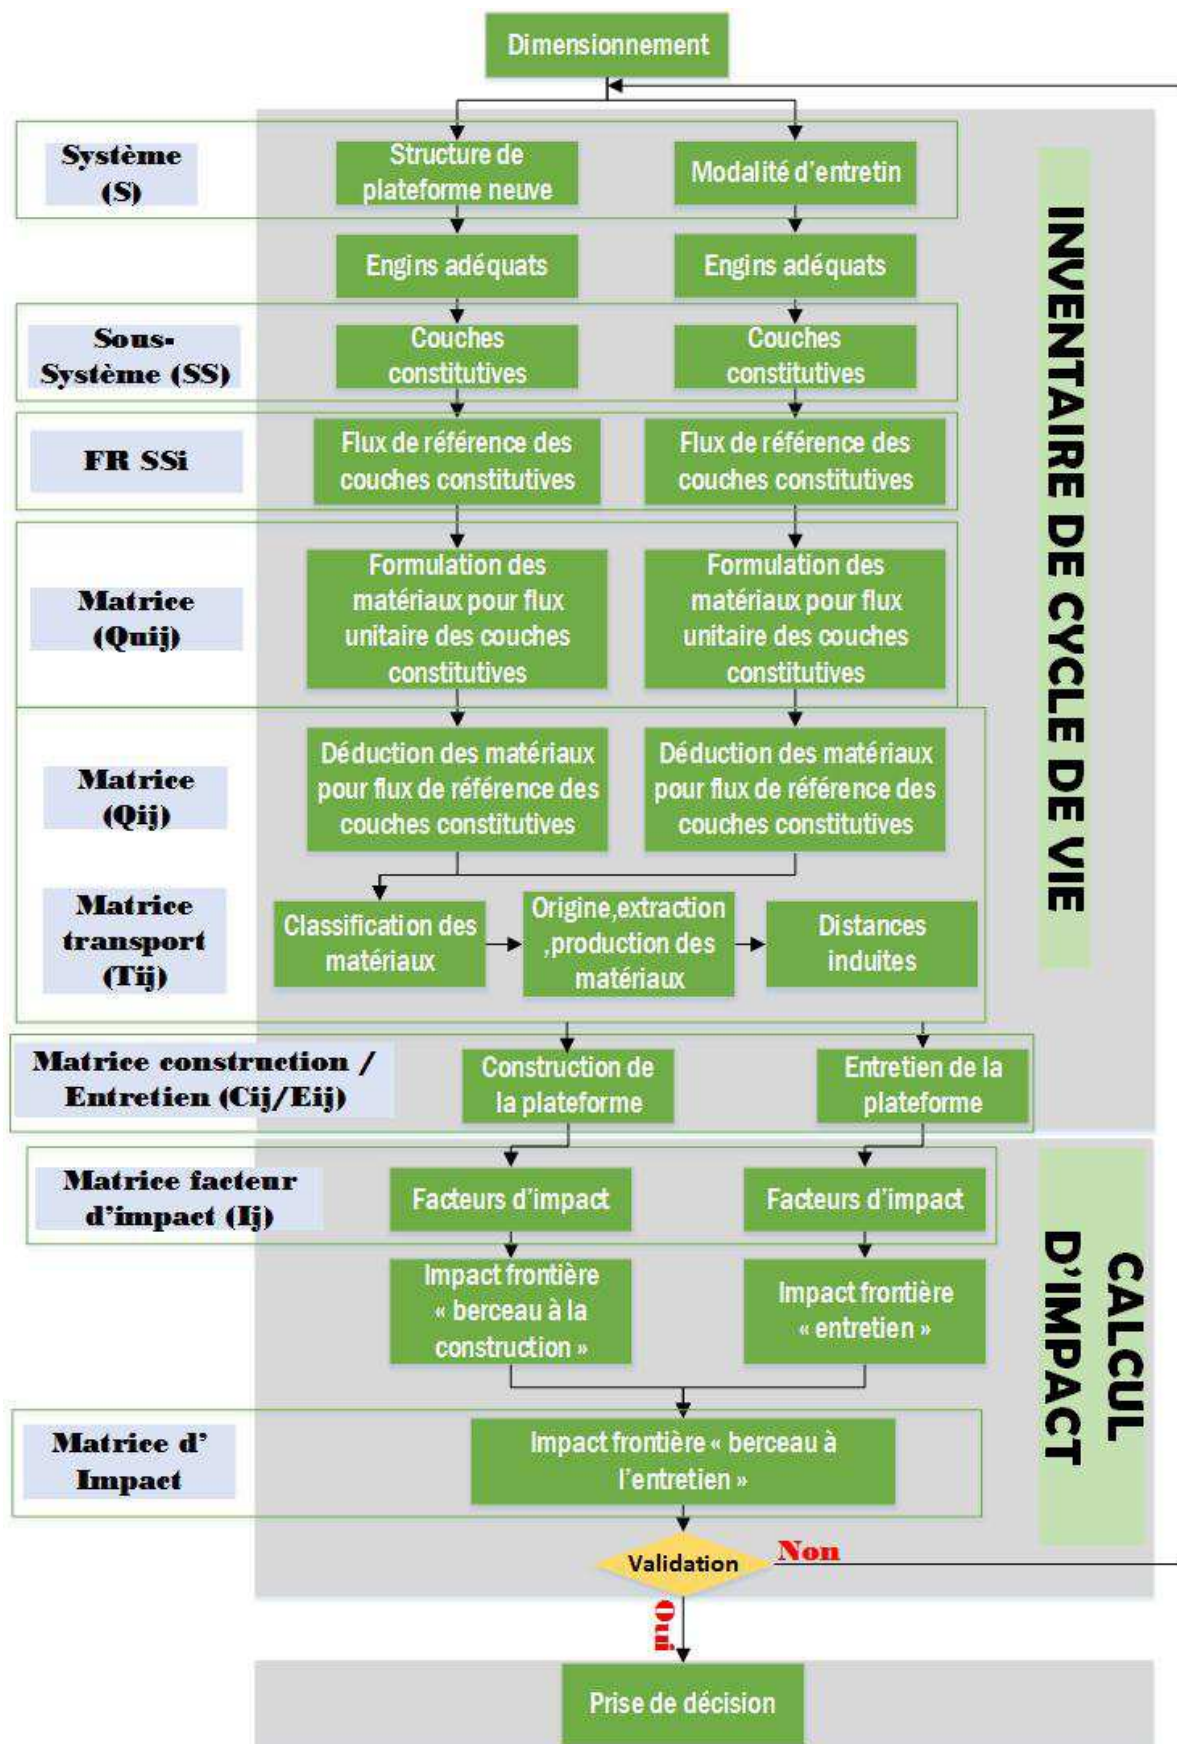 Dimensionnement
Système
(S)
Structure de
plateforme neuve
Modalité d'entretin
Engins adéquats
Engins adéquats
Sous-
Système (SS)
Couches
constitutives
Couches
constitutives
FR SSi
Flux de référence des
couches constitutives
Flux de référence des
couches constitutives
Matrice
(Quij)
Formulation des
matériaux pour flux
unitaire des couches
constitutives
Formulation des
matériaux pour flux
unitaire des couches
constitutives
Matrice
(Qij)
Déduction des matériaux
pour flux de référence des
couches constitutives
Déduction des matériaux
pour flux de référence des
couches constitutives
Matrice
transport
(Tij)
Classification des
matériaux
Origine,extraction
,production des
matériaux
Distances
induites
INVENTAIRE DE CYCLE DE VIE
Matrice construction /
Entretien (Cij/Eij)
Construction de
la plateforme
Entretien de la
plateforme
Matrice facteur
d'impact (Ij)
Facteurs d'impact
Facteurs d'impact
Impact frontière
« berceau à la
construction »
Impact frontière
« entretien »
CALCUL
D'IMPACT
Matrice d'
Impact
Impact frontière « berceau à
l'entretien »
Validation
Non
Oui
Prise de décision